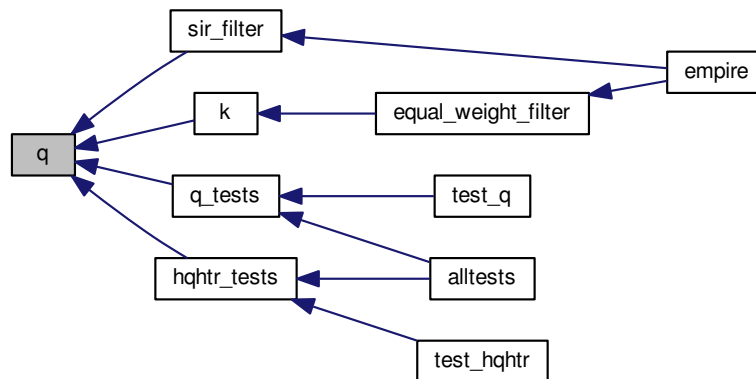 sir_filter
empire
k
equal_weight_filter
q
q_tests
test_q
hqhtr_tests
alltests
test_hqhtr